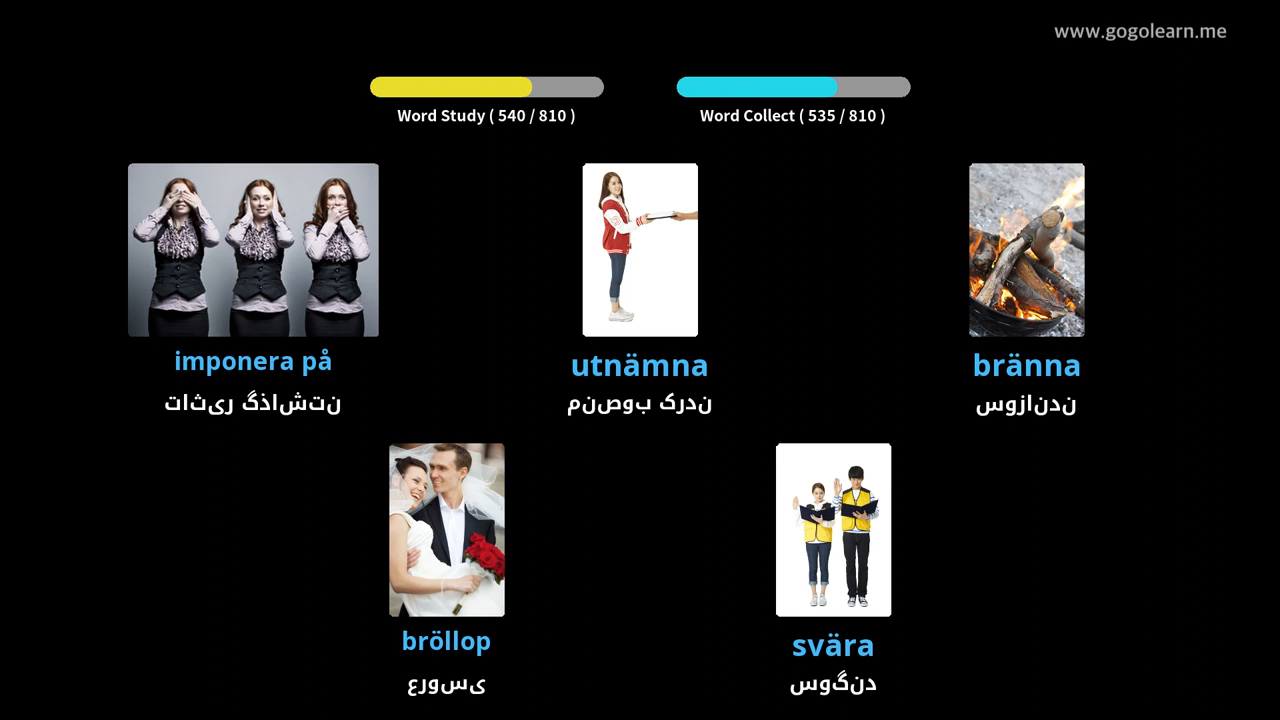 www.gogolearn.me
Word Study ( 540 / 810 )
Word Collect ( 535 / 810 )
imponera på
تاثیر گذاشتن
utnämna
منصوب کردن
bränna
سوزاندن
bröllop
عروسی
svära
سوگند